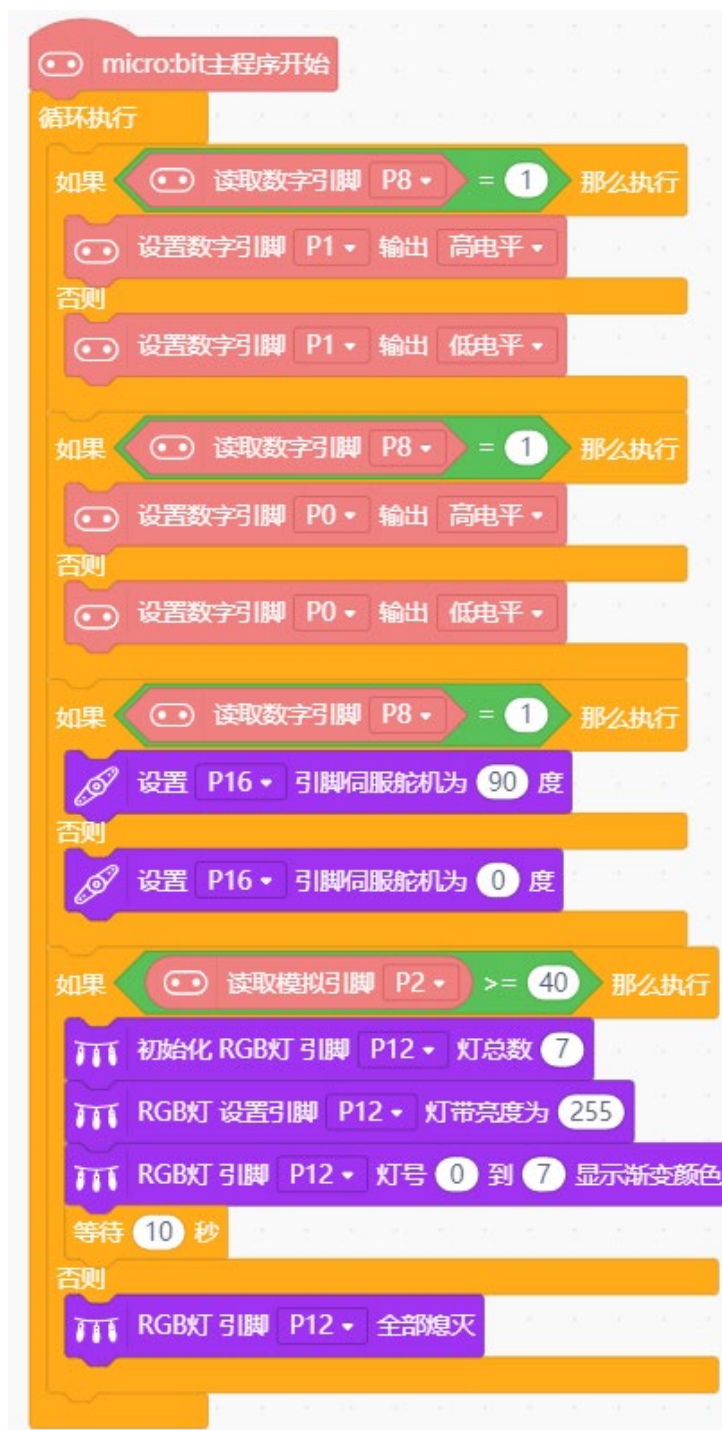 micro:bit主程序开始
循环执行
如果 读取数字引脚 P8 = 1 那么执行
设置数字引脚 P1 输出 高电平
否则
设置数字引脚 P1 输出 低电平
如果 读取数字引脚 P8 = 1 那么执行
设置数字引脚 P0 输出 高电平
否则
设置数字引脚 P0 输出 低电平
如果 读取数字引脚 P8 = 1 那么执行
设置 P16 引脚伺服舵机为 90 度
否则
设置 P16 引脚伺服舵机为 0 度
如果 读取模拟引脚 P2 >= 40 那么执行
初始化 RGB灯 引脚 P12 灯总数 7
RGB灯 设置引脚 P12 灯带亮度为 255
RGB灯 引脚 P12 灯号 0 到 7 显示渐变颜色
等待 10 秒
否则
RGB灯 引脚 P12 全部熄灭